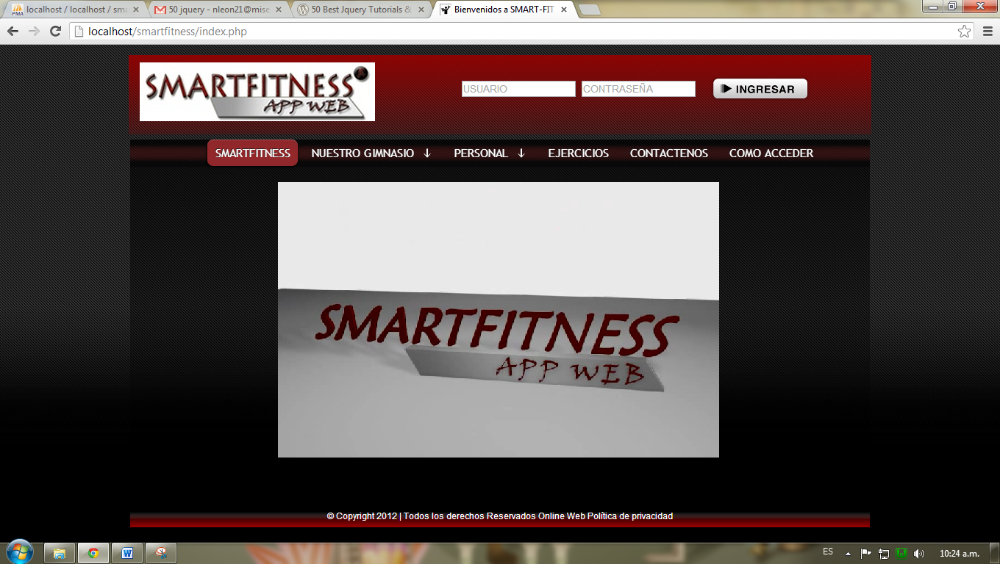 localhost / localhost / sma
50 jquery - nleon21@mise
50 Best Jquery Tutorials &
Bienvenidos a SMART-FIT
localhost/smartfitness/index.php
SMARTFITNESS
APP WEB
USUARIO CONTRASEÑA INGRESAR
SMARTFITNESS NUESTRO GIMNASIO PERSONAL EJERCICIOS CONTACTENOS COMO ACCEDER
SMARTFITNESS
APP WEB
© Copyright 2012 | Todos los derechos Reservados Online Web Política de privacidad
ES 10:24 a.m.